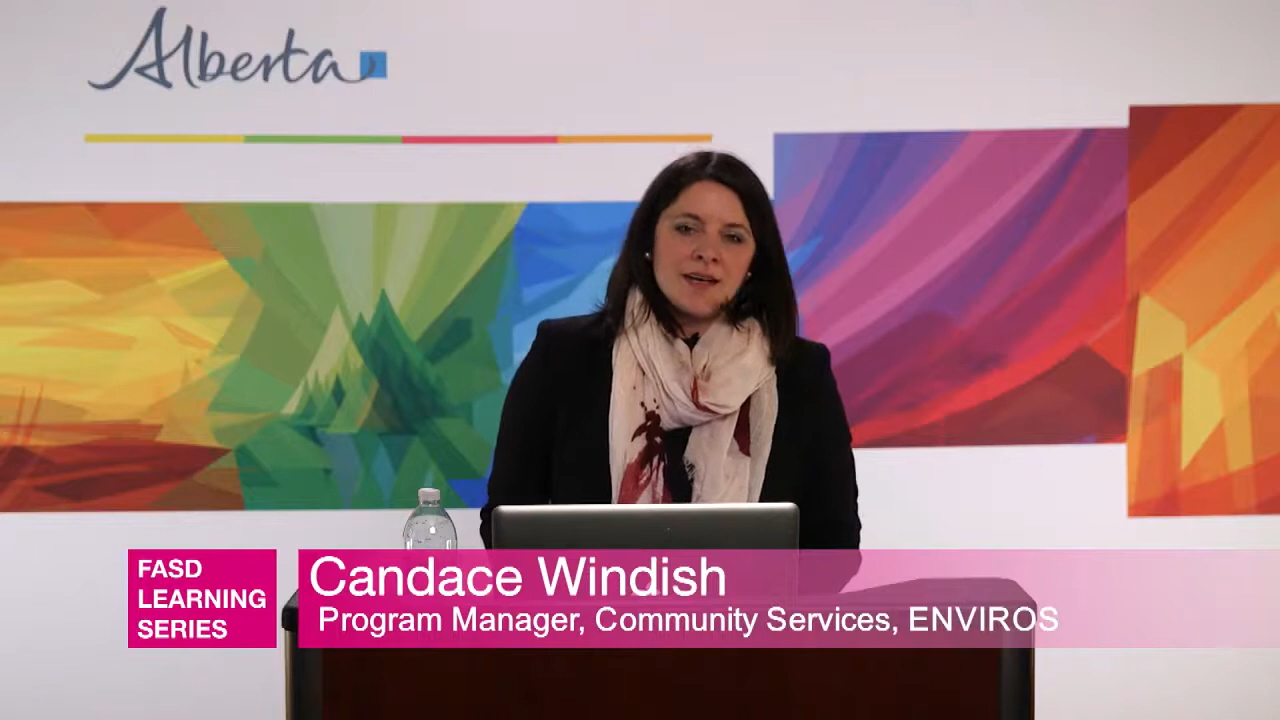 Alberta
FASD
LEARNING
SERIES
Candace Windish
Program Manager, Community Services, ENVIROS